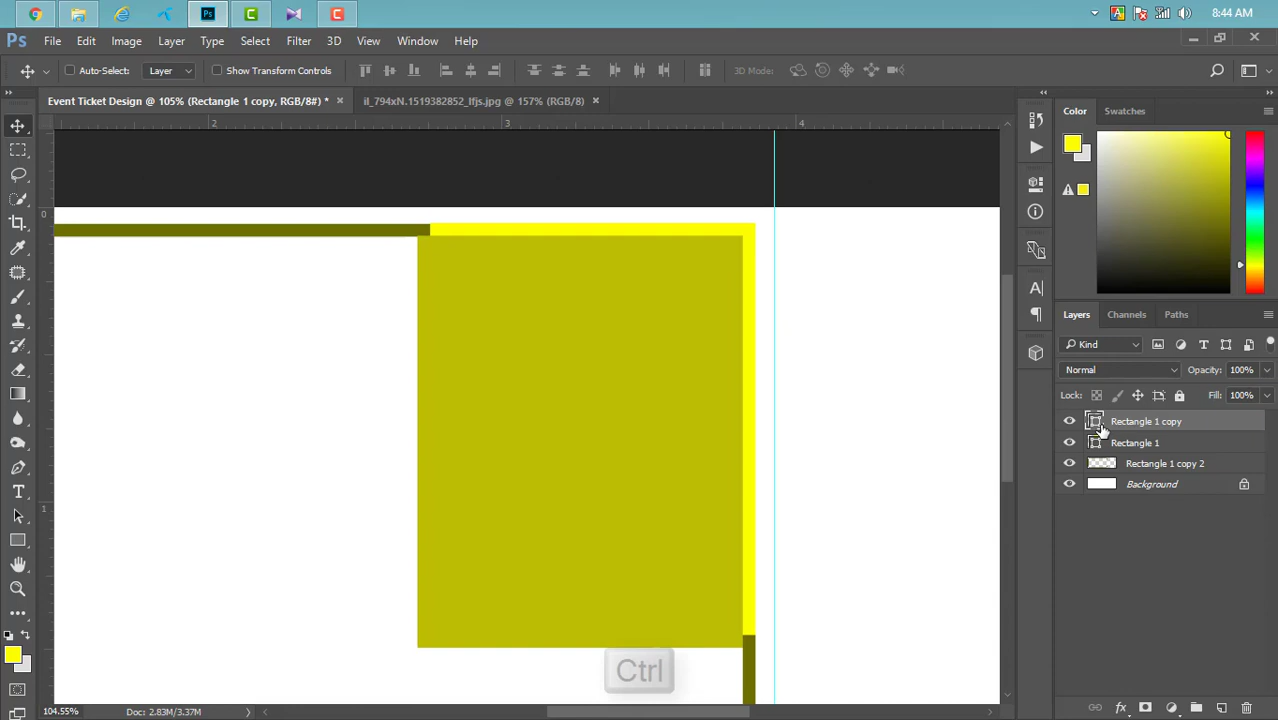 8:44 AM
Ps File Edit Image Layer Type Select Filter 3D View Window Help
Auto-Select: Layer Show Transform Controls 3D Mode:
Event Ticket Design @ 105% (Rectangle 1 copy, RGB/8#) * × il_794xN.1519382852_lfjs.jpg @ 157% (RGB/8) ×
Color Swatches
2 3 4
0
1
Layers Channels Paths
Kind
Normal Opacity: 100%
Lock: Fill: 100%
Rectangle 1 copy
Rectangle 1
Rectangle 1 copy 2
Background
Ctrl
104.55% Doc: 2.83M/3.37M